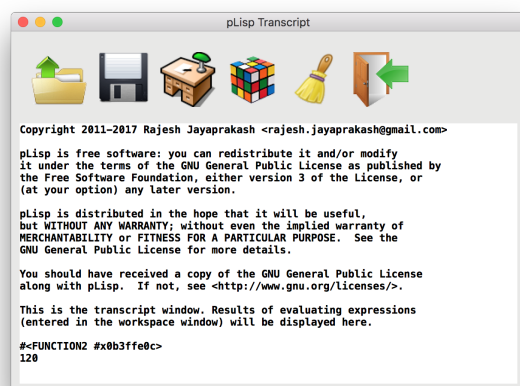 pLisp Transcript
Copyright 2011-2017 Rajesh Jayaprakash <rajesh.jayaprakash@gmail.com>
pLisp is free software: you can redistribute it and/or modify
it under the terms of the GNU General Public License as published by
the Free Software Foundation, either version 3 of the License, or
(at your option) any later version.
pLisp is distributed in the hope that it will be useful,
but WITHOUT ANY WARRANTY; without even the implied warranty of
MERCHANTABILITY or FITNESS FOR A PARTICULAR PURPOSE.  See the
GNU General Public License for more details.
You should have received a copy of the GNU General Public License
along with pLisp.  If not, see <http://www.gnu.org/licenses/>.
This is the transcript window. Results of evaluating expressions
(entered in the workspace window) will be displayed here.
#<FUNCTION2 #x0b3ffe0c>
120